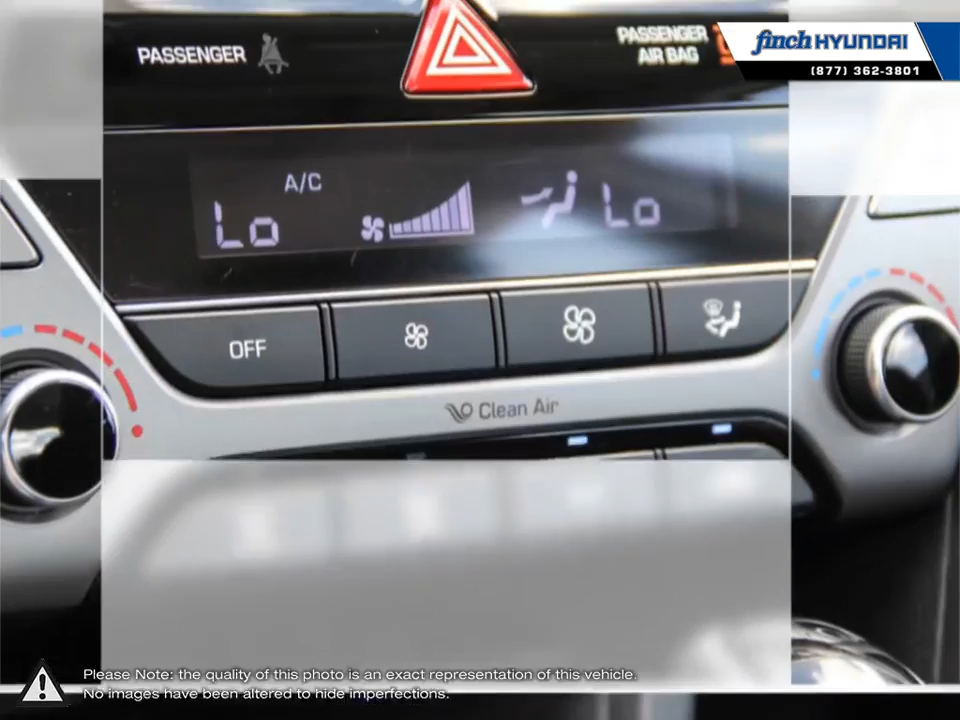 PASSENGER
PASSENGER
AIR BAG
finch HYUNDAI
(877) 362-3801
A/C
Lo
Lo
OFF
Clean Air
Please Note: the quality of this photo is an exact representation of this vehicle.
No images have been altered to hide imperfections.